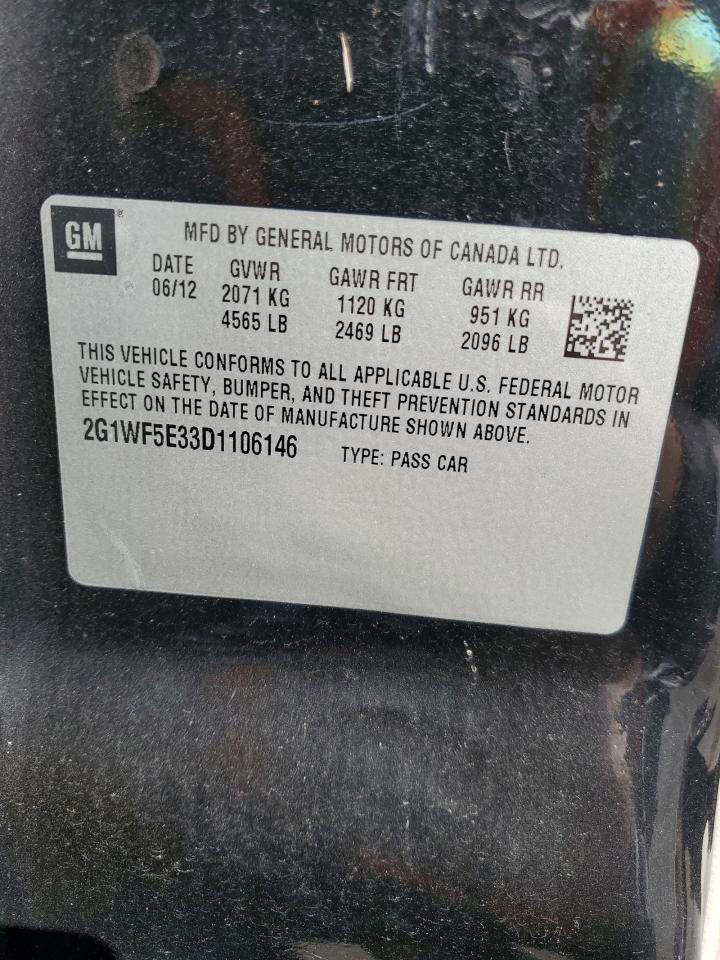 GM
MFD BY GENERAL MOTORS OF CANADA LTD.
DATE GVWR GAWR FRT GAWR RR
06/12 2071 KG 1120 KG 951 KG
4565 LB 2469 LB 2096 LB
THIS VEHICLE CONFORMS TO ALL APPLICABLE U.S. FEDERAL MOTOR
VEHICLE SAFETY, BUMPER, AND THEFT PREVENTION STANDARDS IN
EFFECT ON THE DATE OF MANUFACTURE SHOWN ABOVE.
2G1WF5E33D1106146 TYPE: PASS CAR